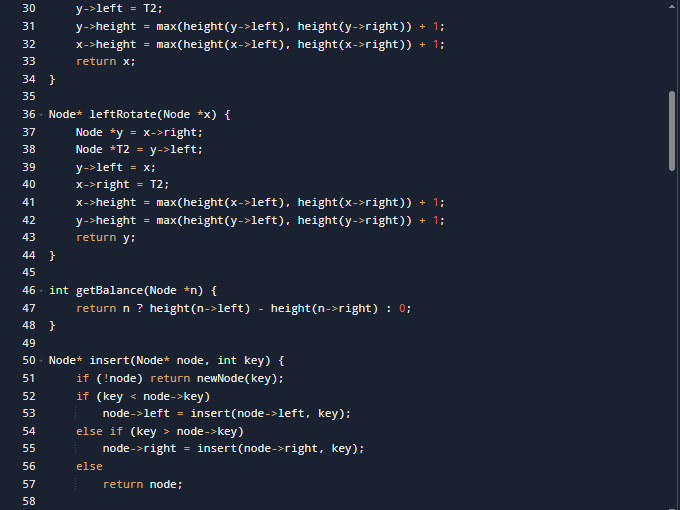 30 y->left = T2;
31 y->height = max(height(y->left), height(y->right)) + 1;
32 x->height = max(height(x->left), height(x->right)) + 1;
33 return x;
34 }
35
36 Node* leftRotate(Node *x) {
37 Node *y = x->right;
38 Node *T2 = y->left;
39 y->left = x;
40 x->right = T2;
41 x->height = max(height(x->left), height(x->right)) + 1;
42 y->height = max(height(y->left), height(y->right)) + 1;
43 return y;
44 }
45
46 int getBalance(Node *n) {
47 return n ? height(n->left) - height(n->right) : 0;
48 }
49
50 Node* insert(Node* node, int key) {
51 if (!node) return newNode(key);
52 if (key < node->key)
53 node->left = insert(node->left, key);
54 else if (key > node->key)
55 node->right = insert(node->right, key);
56 else
57 return node;
58